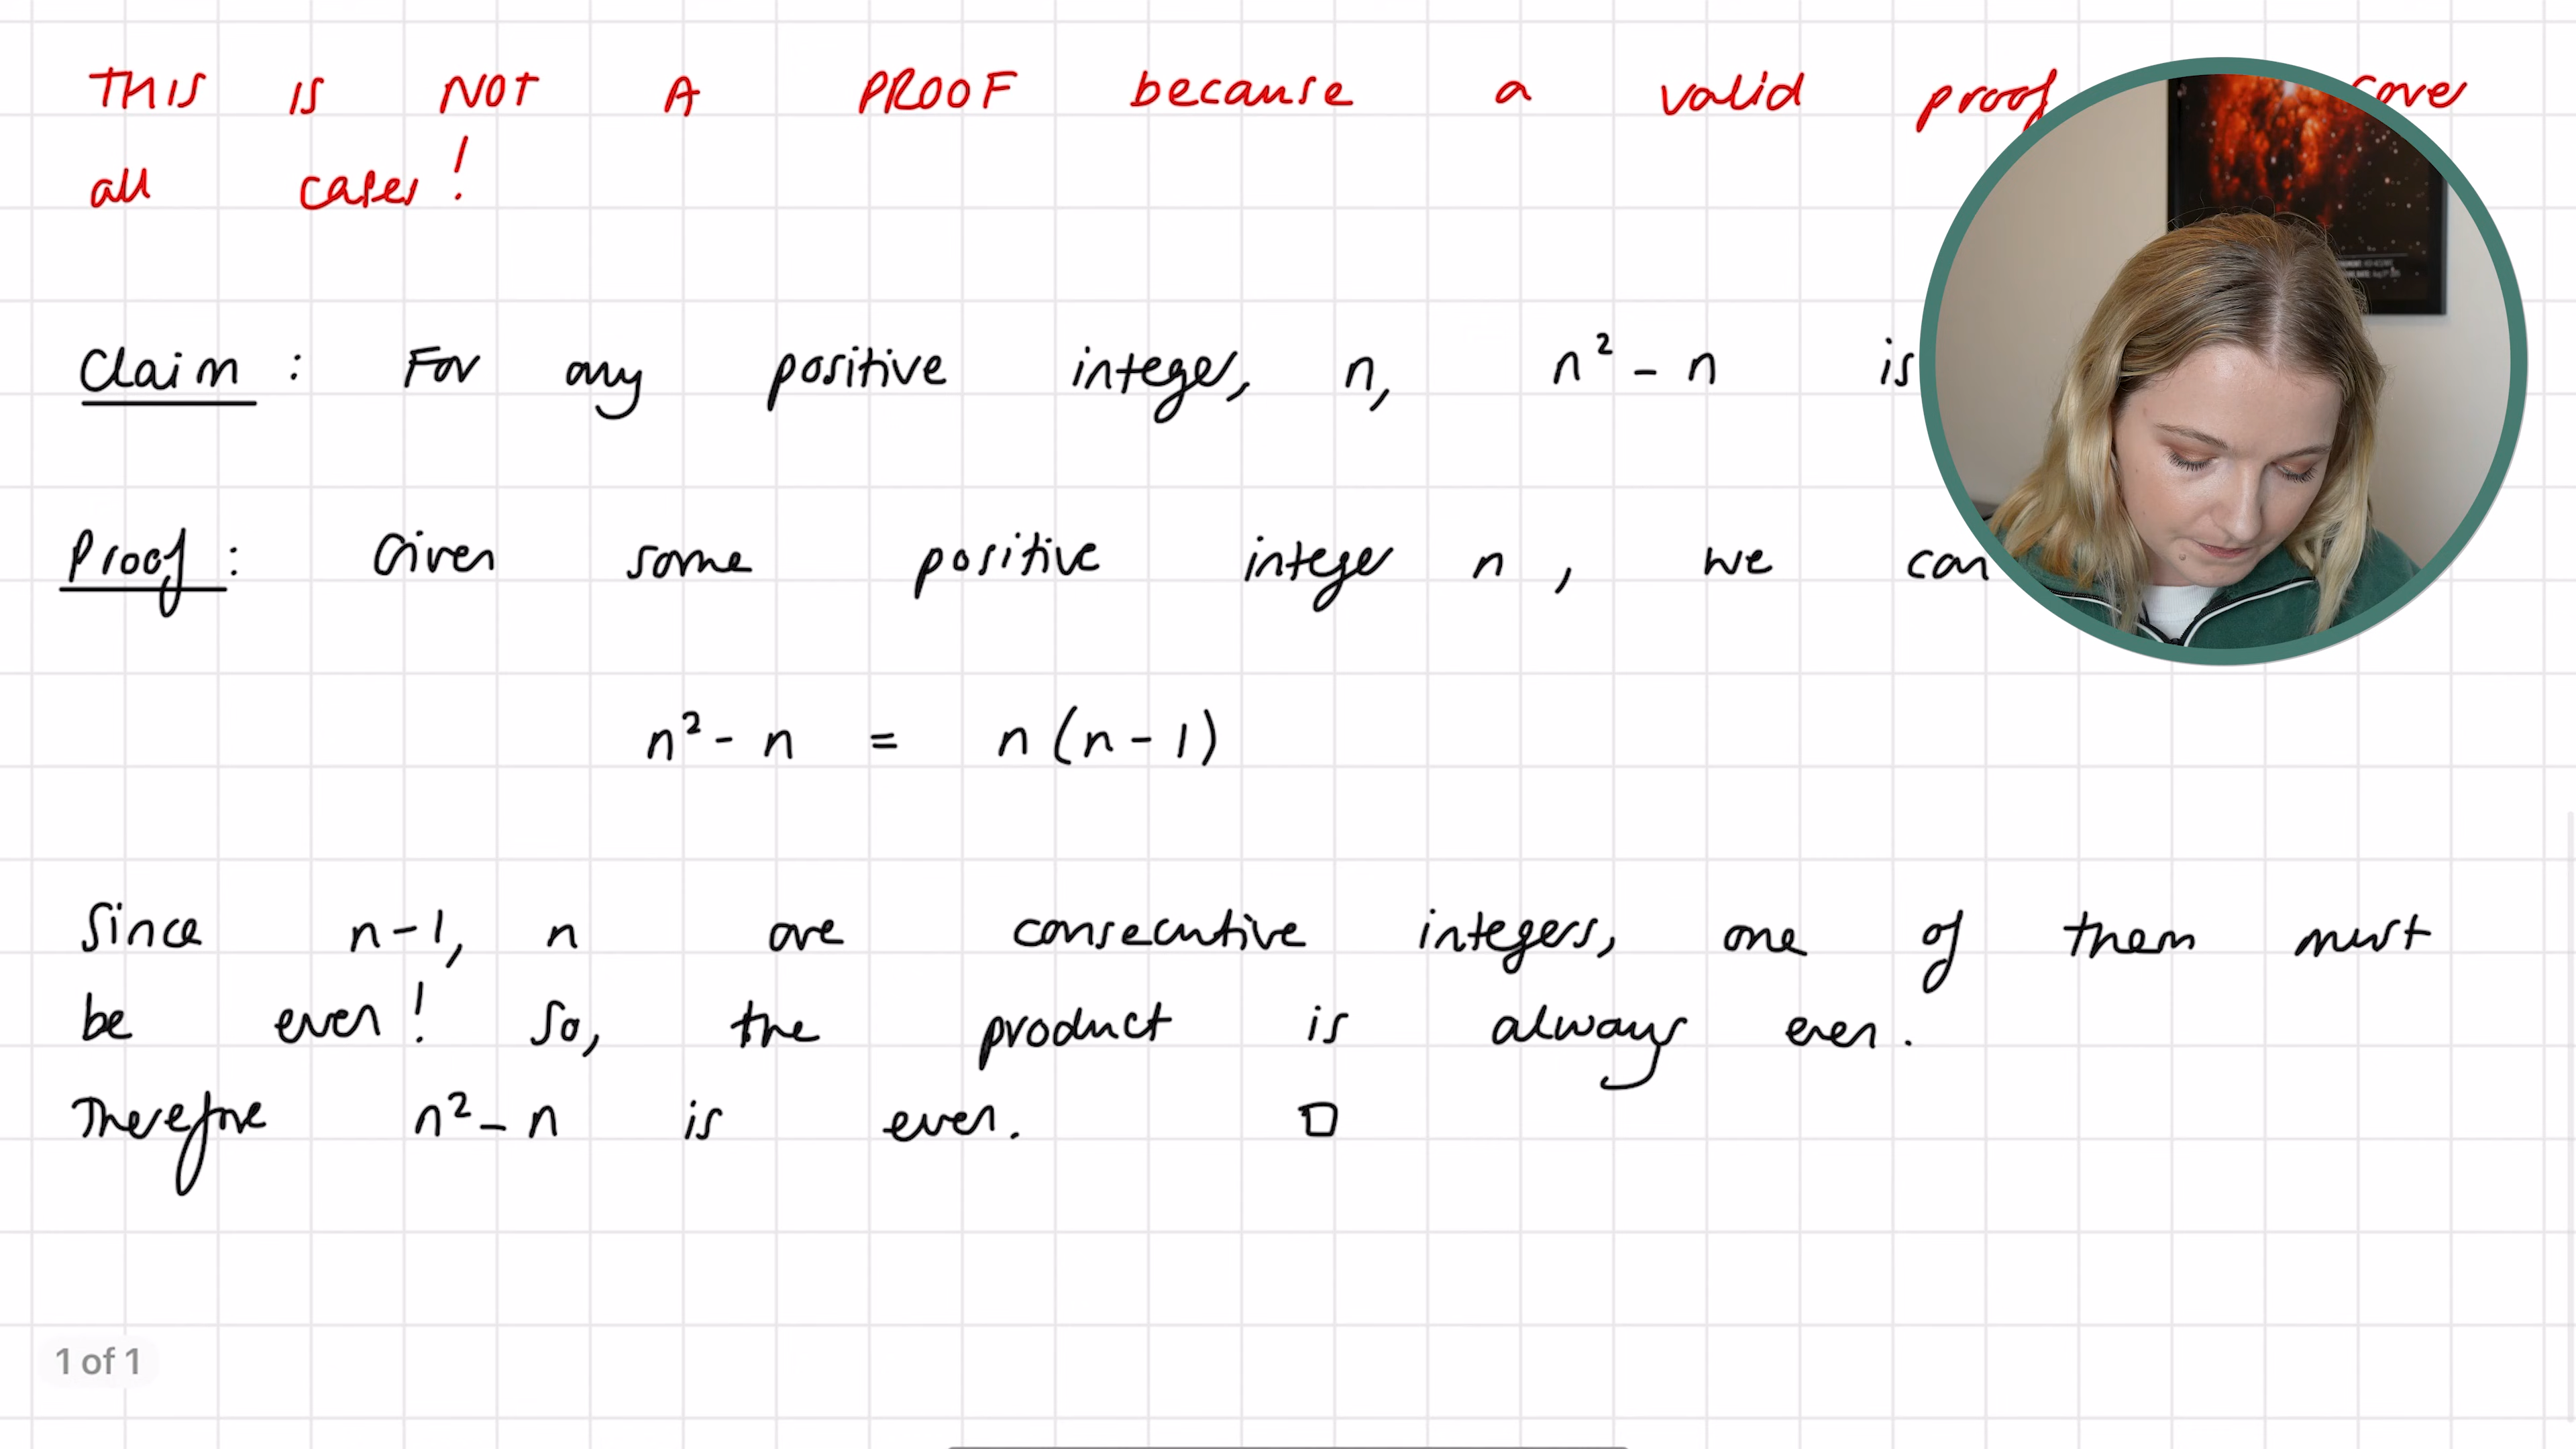 THIS IS NOT A PROOF because a valid proof cover
all cases!
Claim : For any positive integer, n, n² - n is
Proof : Given some positive integer n , we can
n² - n = n (n - 1)
Since n-1, n are consecutive integers, one of them must
be even! So, the product is always even.
Therefore n² - n is even. □
1 of 1